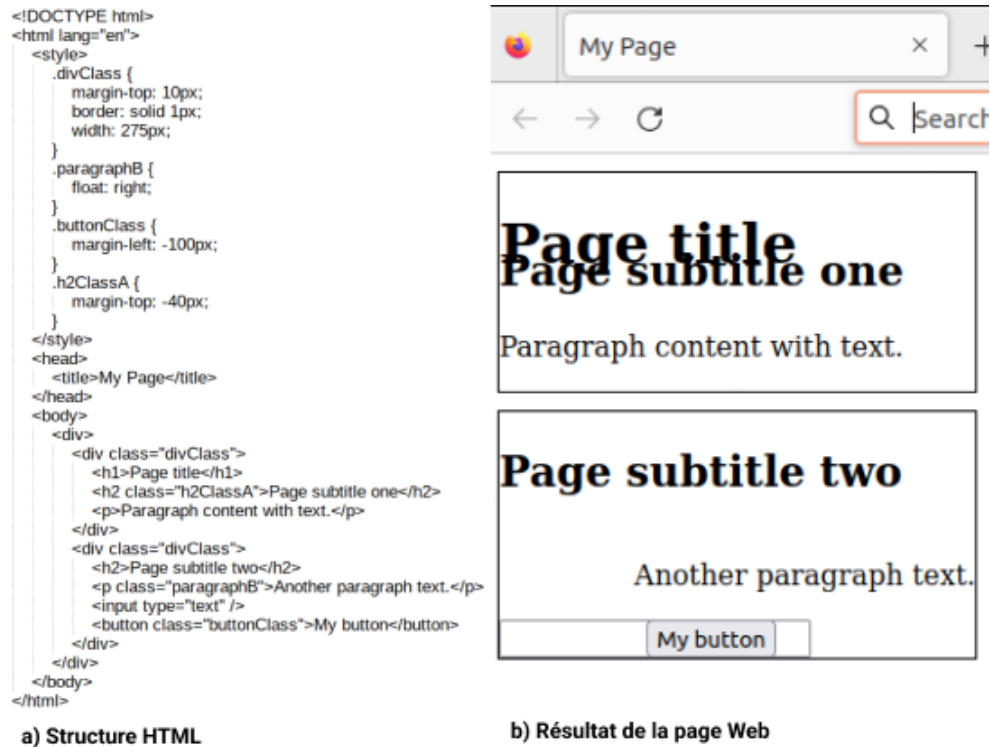 <!DOCTYPE html>
<html lang="en">
<style>
.divClass {
margin-top: 10px;
border: solid 1px;
width: 275px;
}
.paragraphB {
float: right;
}
.buttonClass {
margin-left: -100px;
}
.h2ClassA {
margin-top: -40px;
}
</style>
<head>
<title>My Page</title>
</head>
<body>
<div>
<div class="divClass">
<h1>Page title</h1>
<h2 class="h2ClassA">Page subtitle one</h2>
<p>Paragraph content with text.</p>
</div>
<div class="divClass">
<h2>Page subtitle two</h2>
<p class="paragraphB">Another paragraph text.</p>
<input type="text" />
<button class="buttonClass">My button</button>
</div>
</div>
</body>
</html>
a) Structure HTML
My Page
Search
Page title
Page subtitle one
Paragraph content with text.
Page subtitle two
Another paragraph text.
My button
b) Résultat de la page Web